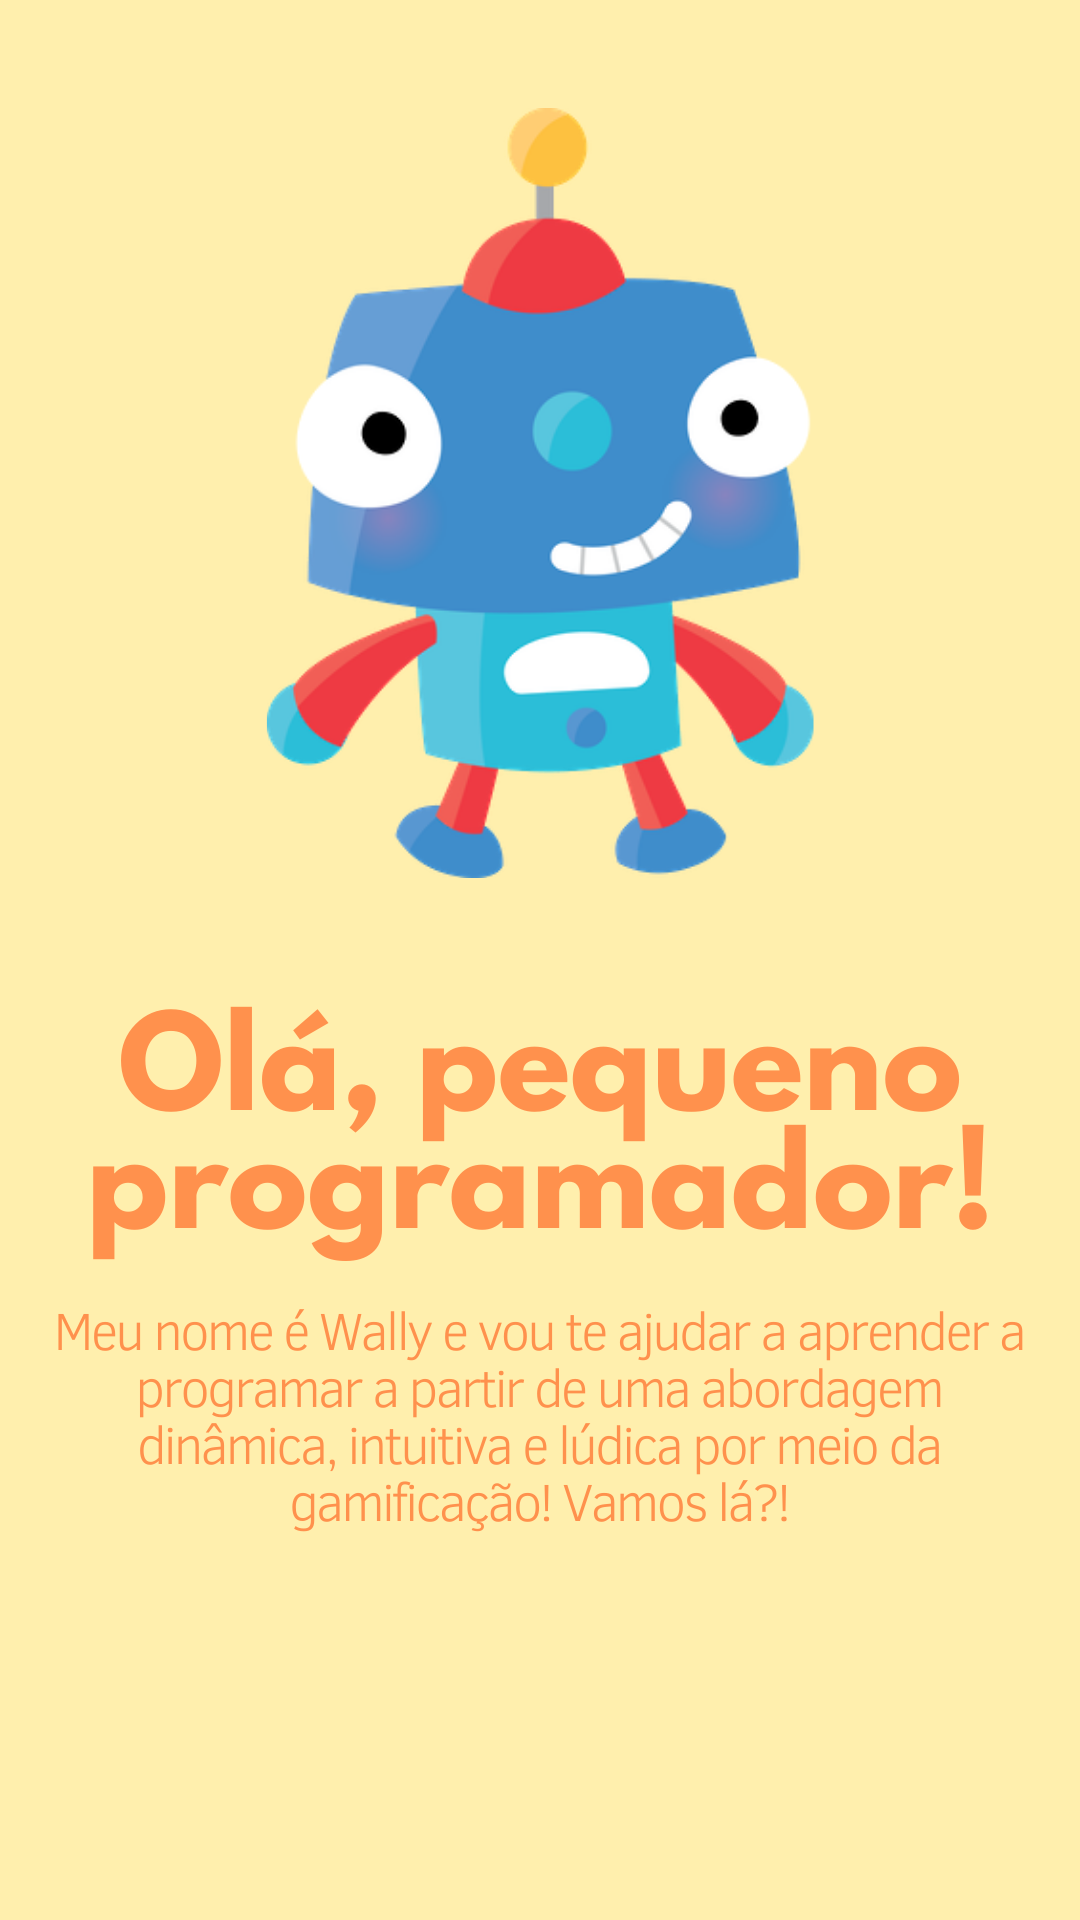 Olá, pequeno
programador!
Meu nome é Wally e vou te ajudar a aprender a
programar a partir de uma abordagem
dinâmica, intuitiva e lúdica por meio da
gamificação! Vamos lá?!